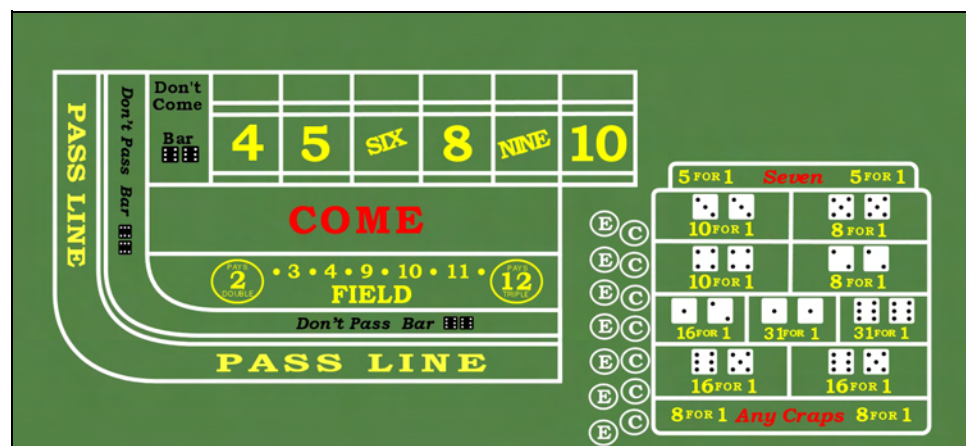 PASS LINE
Don't Pass Bar
Don't
Come
Bar
4 5 SIX 8 NINE 10
COME
PAYS
2
DOUBLE
• 3 • 4 • 9 • 10 • 11 •
PAYS
12
TRIPLE
FIELD
Don't Pass Bar
PASS LINE
E C
E C
E C
E C
E C
E C
E C
5 FOR 1 Seven 5 FOR 1
10 FOR 1 8 FOR 1
10 FOR 1 8 FOR 1
16 FOR 1 31 FOR 1 31 FOR 1
16 FOR 1 16 FOR 1
8 FOR 1 Any Craps 8 FOR 1